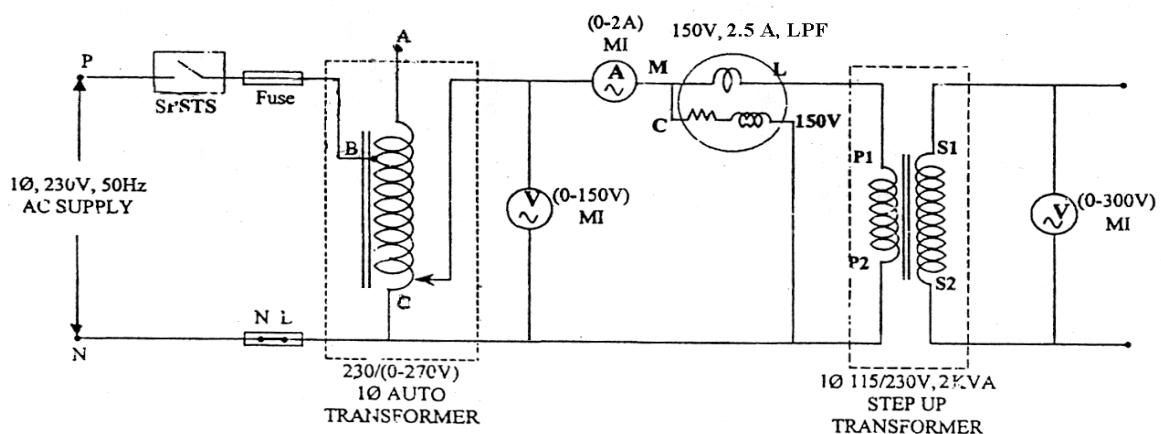 P
SPSTS
Fuse
A
B
C
N
N L
1Ø, 230V, 50Hz
AC SUPPLY
230/(0-270V)
1Ø AUTO
TRANSFORMER
V
(0-150V)
MI
(0-2A)
MI
A
M
150V, 2.5 A, LPF
L
C
150V
P1
P2
S1
S2
V
(0-300V)
MI
1Ø 115/230V, 2KVA
STEP UP
TRANSFORMER